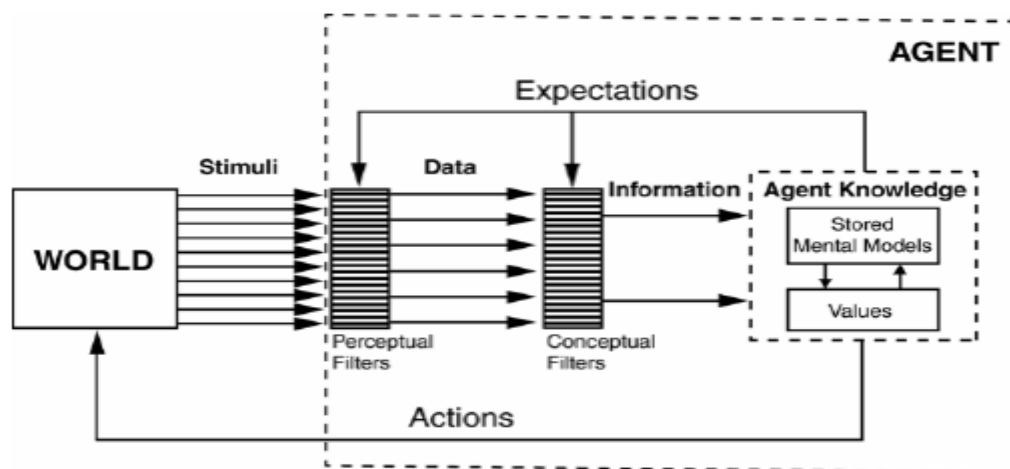 AGENT
Expectations
Stimuli
Data
Information
Agent Knowledge
Stored
Mental Models
WORLD
Values
Perceptual
Filters
Conceptual
Filters
Actions